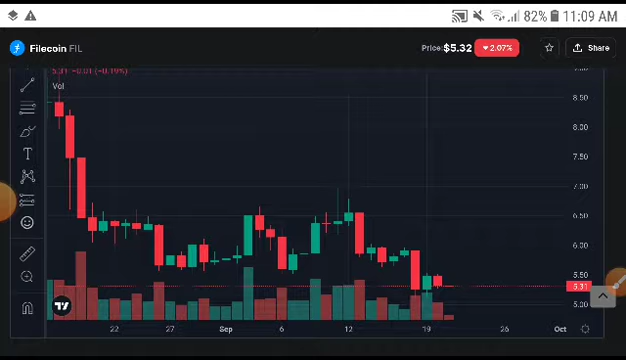 82% 11:09 AM
Filecoin FIL
Price:$5.32 ▼2.07% Share
5.31 −0.01 (−0.19%)
Vol
8.50
8.00
7.50
7.00
6.50
6.00
5.50
5.31
5.00
22 27 Sep 6 12 19 26 Oct